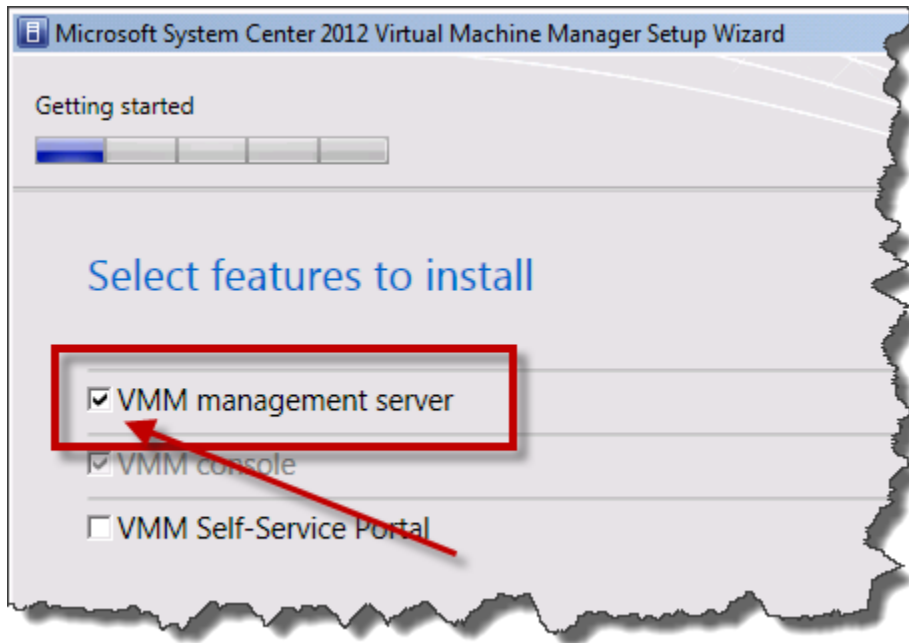 Microsoft System Center 2012 Virtual Machine Manager Setup Wizard
Getting started
Select features to install
VMM management server
VMM console
VMM Self-Service Portal